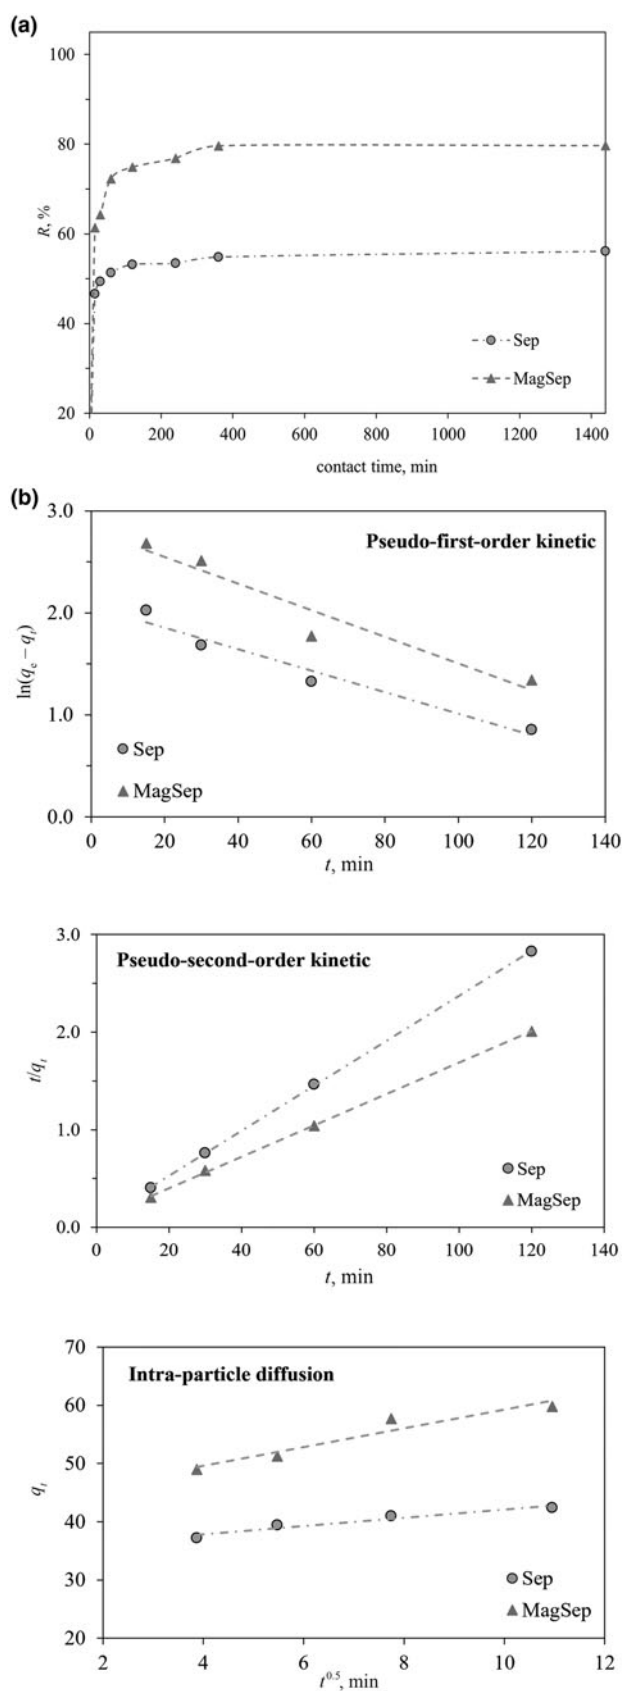 (a)
100
80
60
40
20
R, %
0
200
400
600
800
1000
1200
1400
contact time, min
Sep
MagSep
(b)
Pseudo-first-order kinetic
3.0
2.0
1.0
0.0
ln(qe − qt)
Sep
MagSep
0
20
40
60
80
100
120
140
t, min
Pseudo-second-order kinetic
3.0
2.0
1.0
0.0
t/qt
Sep
MagSep
0
20
40
60
80
100
120
140
t, min
Intra-particle diffusion
70
60
50
40
30
20
qt
Sep
MagSep
2
4
6
8
10
12
t0.5, min